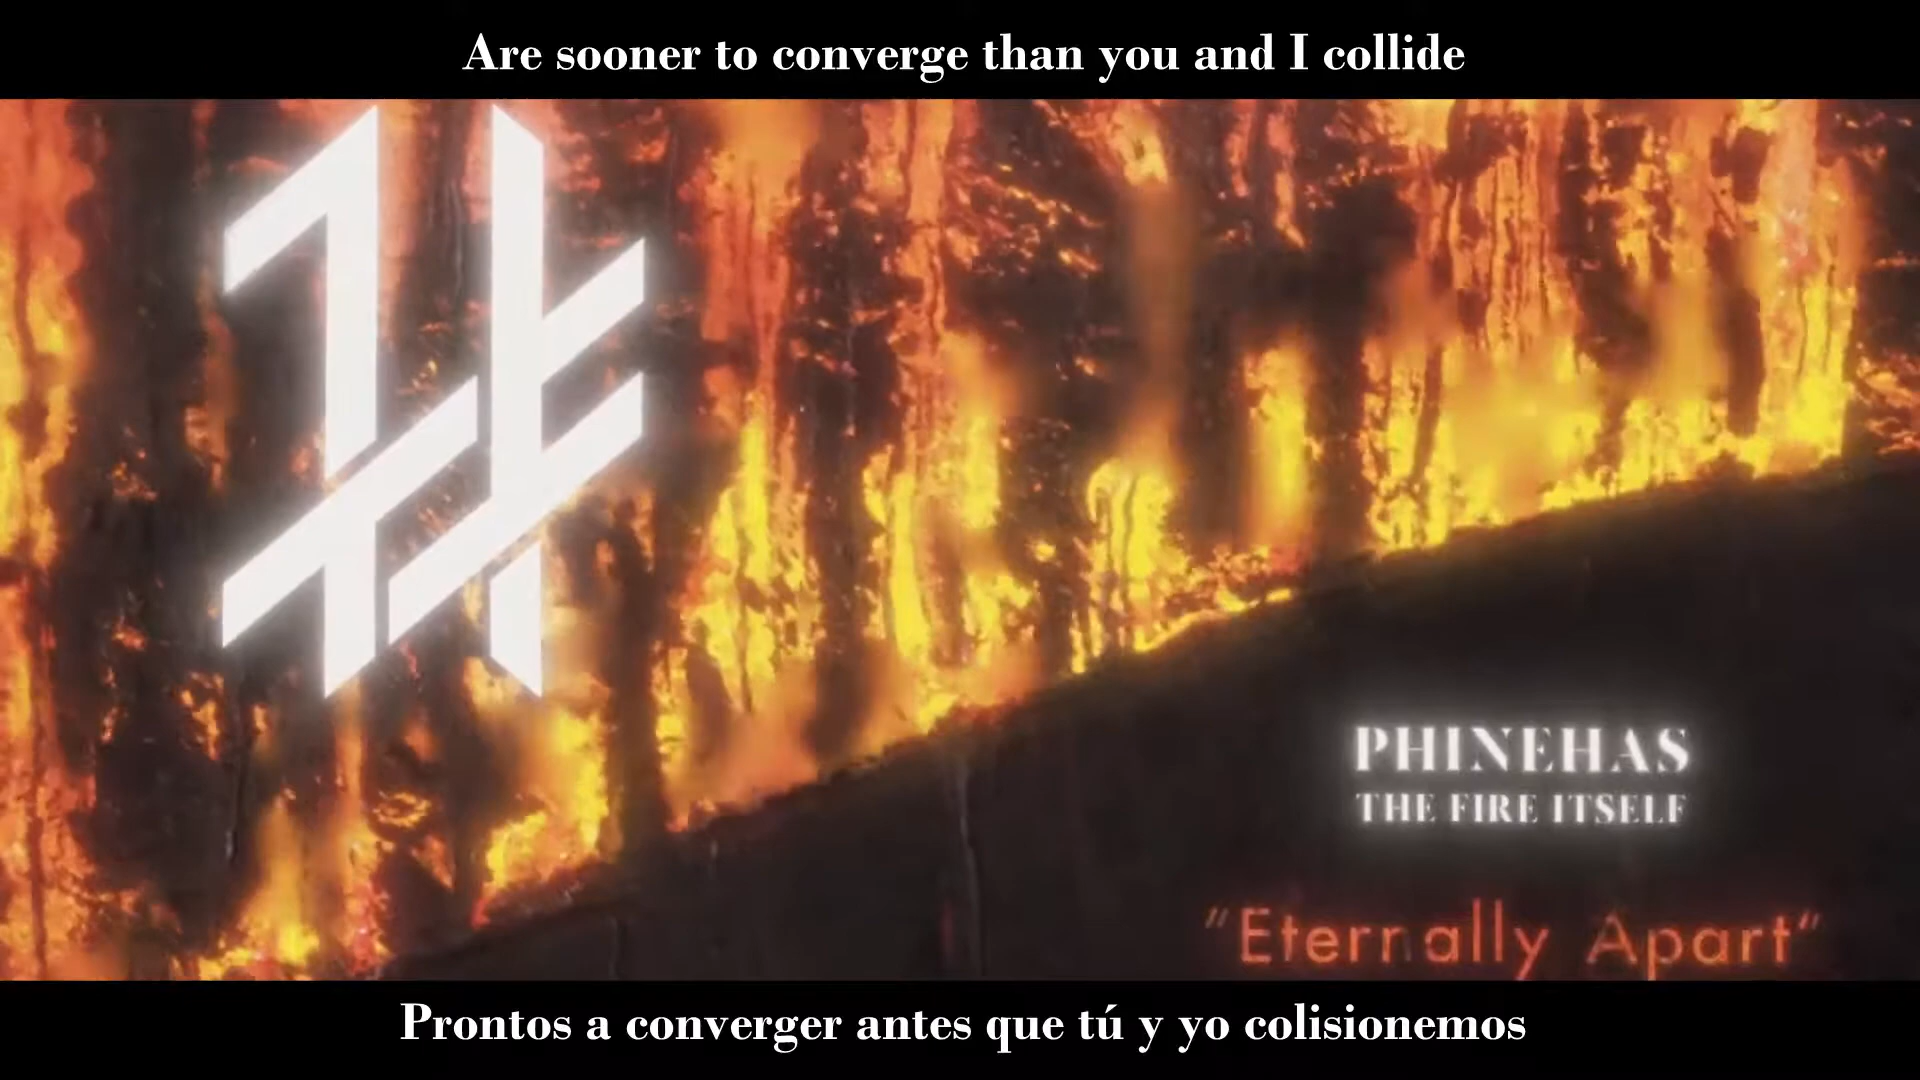 Are sooner to converge than you and I collide
PHINEHAS
THE FIRE ITSELF
“Eternally Apart“
Prontos a converger antes que tú y yo colisionemos